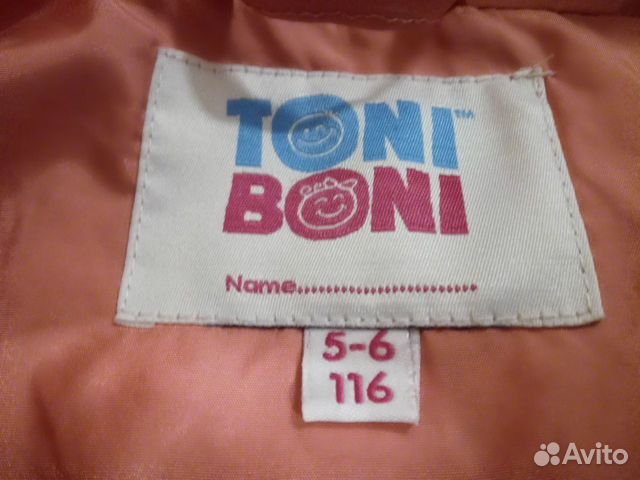 TONI™
BONI
Name........................
5-6
116
Avito